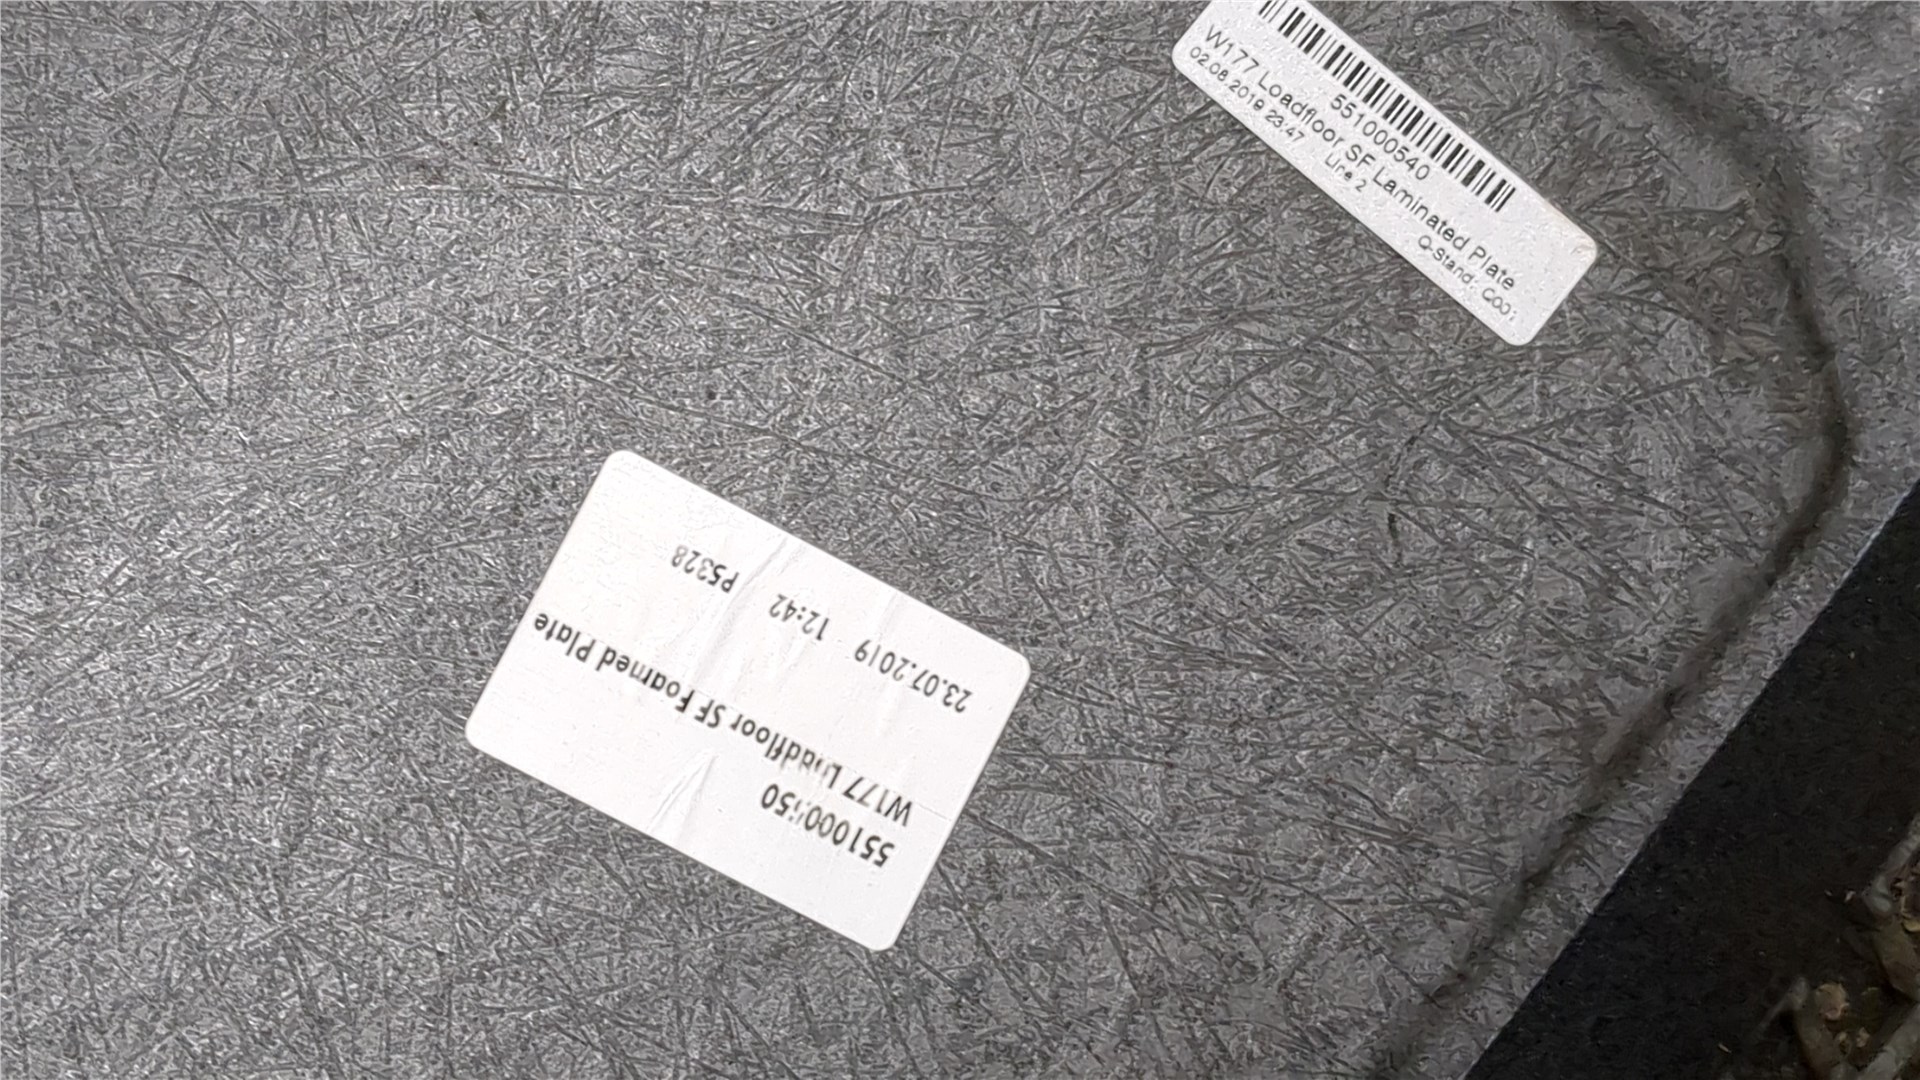 551000540
W177 Loadfloor SF Laminated Plate
02.08.2019 23:47 Line 2 Q-Stand: C001
W177 Loadfloor SF Foamed Plate
23.07.2019 12:42 P5328